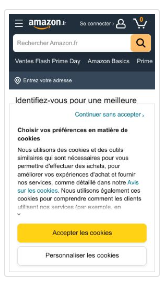 amazon.fr
Se connecter ›
0
Rechercher Amazon.fr
Ventes Flash Prime Day Amazon Basics Prime
Entrez votre adresse
Identifiez-vous pour une meilleure
Continuer sans accepter ›
Choisir vos préférences en matière de
cookies
Nous utilisons des cookies et des outils
similaires qui sont nécessaires pour vous
permettre d'effectuer des achats, pour
améliorer vos expériences d'achat et fournir
nos services, comme détaillé dans notre Avis
sur les cookies. Nous utilisons également ces
cookies pour comprendre comment les clients
utilisent nos services (par exemple, en
Accepter les cookies
Personnaliser les cookies